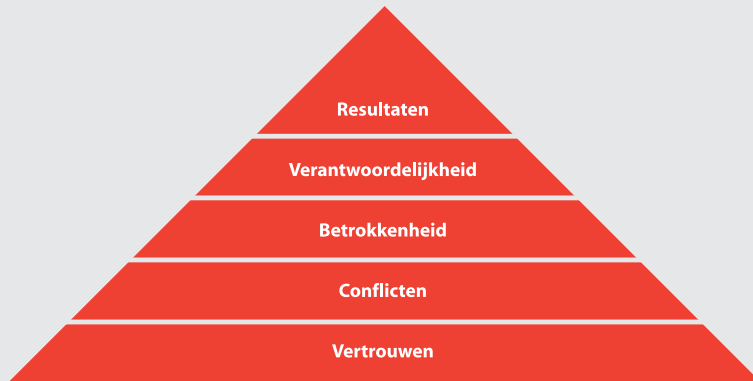 Resultaten
Verantwoordelijkheid
Betrokkenheid
Conflicten
Vertrouwen